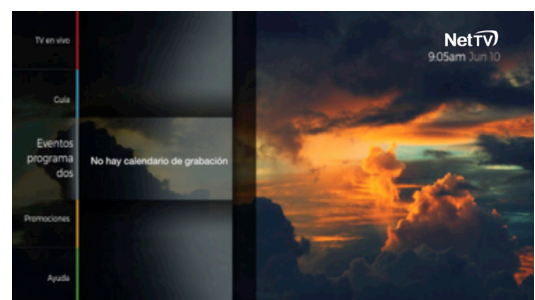 NetTV
9:05am Jun 10
TV en vivo
Guía
Eventos
programa
dos
No hay calendario de grabación
Promociones
Ayuda